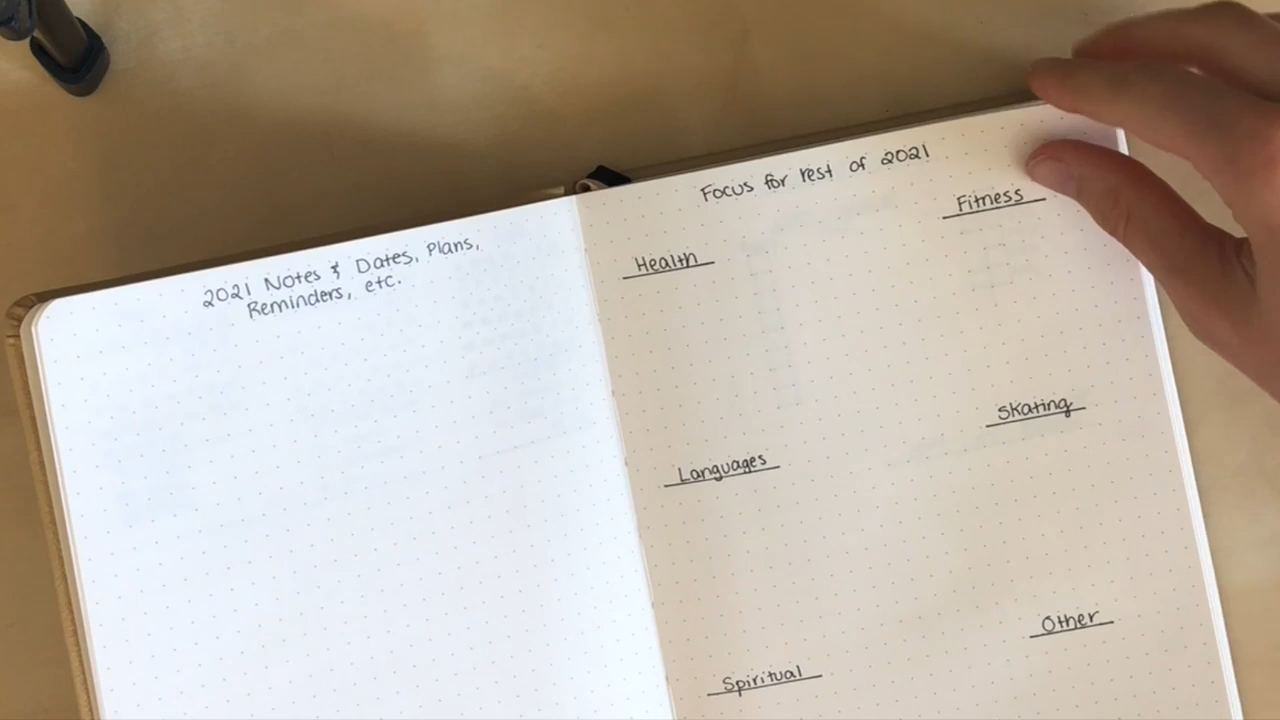 2021 Notes & Dates, Plans,
Reminders, etc.
Focus for rest of 2021
Health
Fitness
Languages
Skating
Spiritual
Other